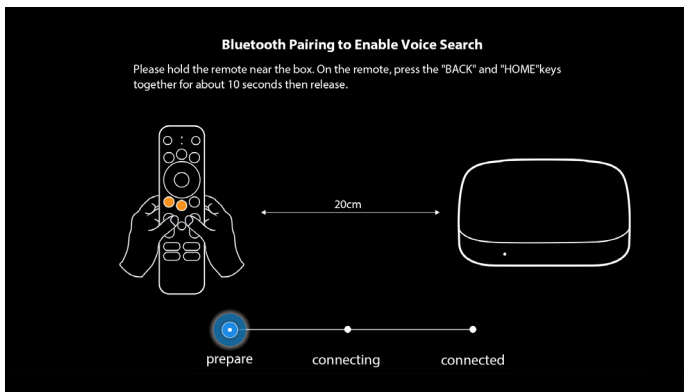 Bluetooth Pairing to Enable Voice Search
Please hold the remote near the box. On the remote, press the "BACK" and "HOME"keys
together for about 10 seconds then release.
20cm
prepare
connecting
connected